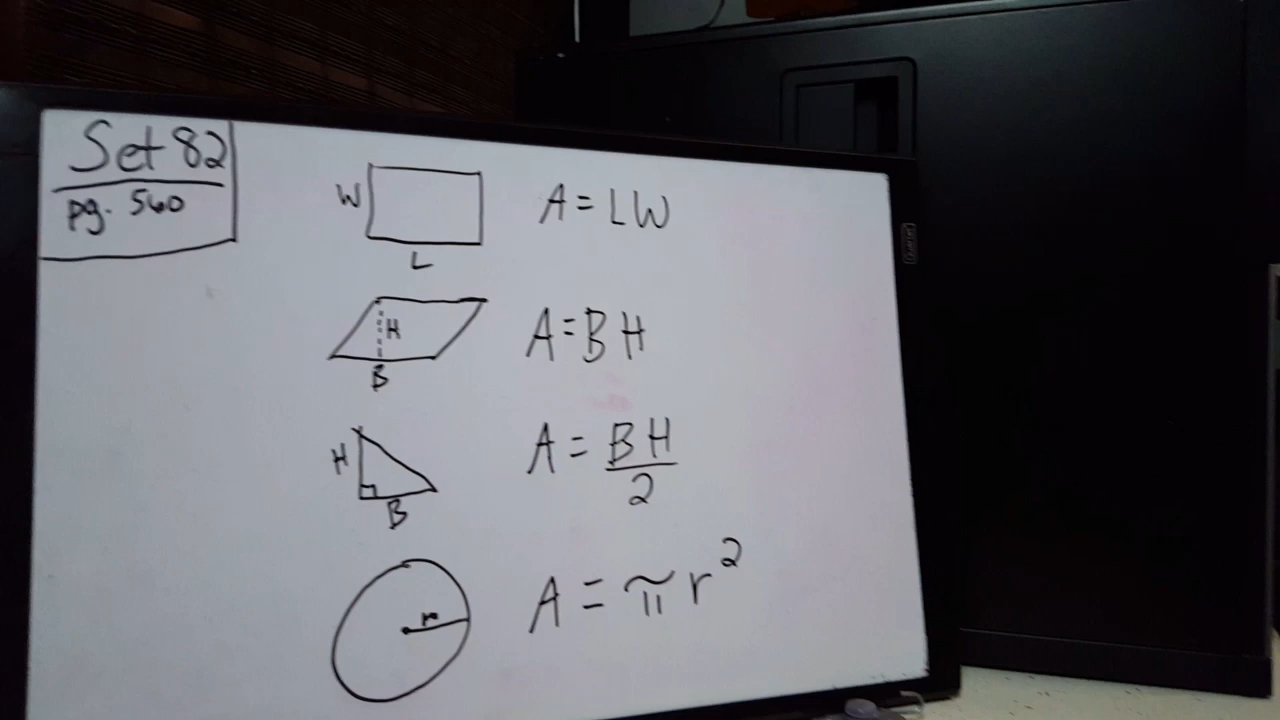 Set 82
pg. 560
W
L
A = LW
H
B
A = BH
H
B
A = BH/2
r
A = πr²